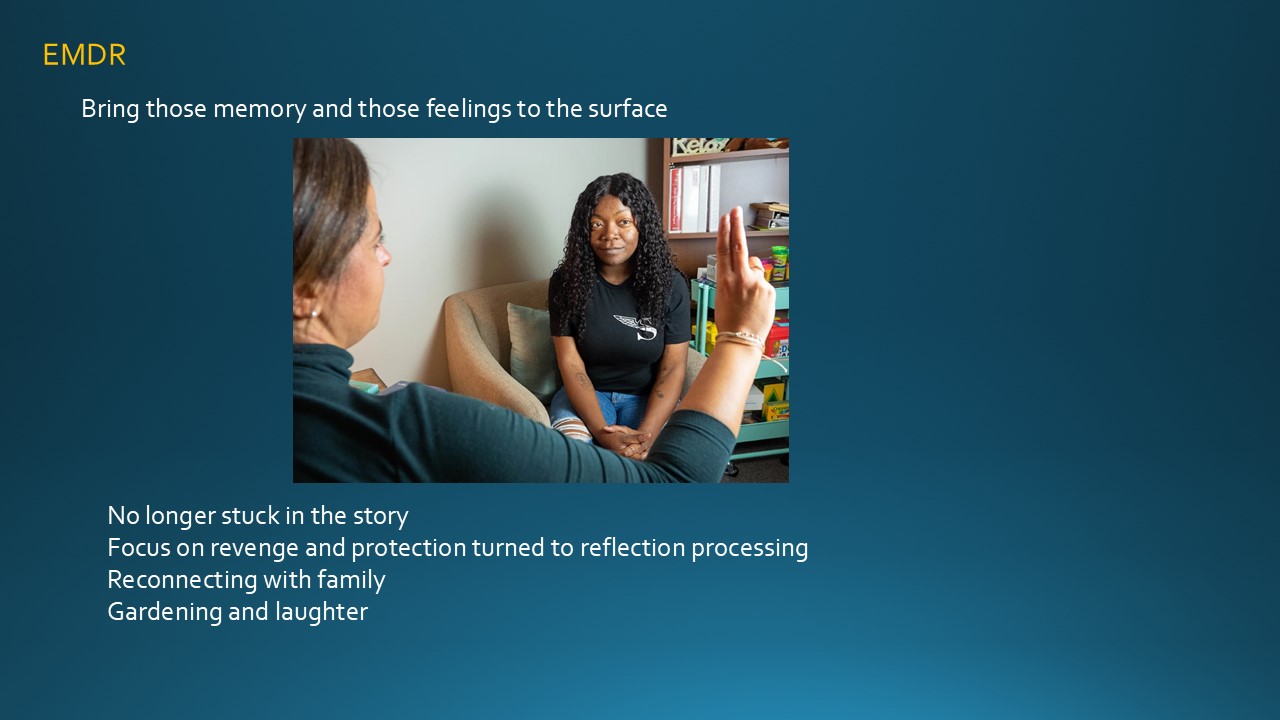 EMDR
Bring those memory and those feelings to the surface
Relax
No longer stuck in the story
Focus on revenge and protection turned to reflection processing
Reconnecting with family
Gardening and laughter